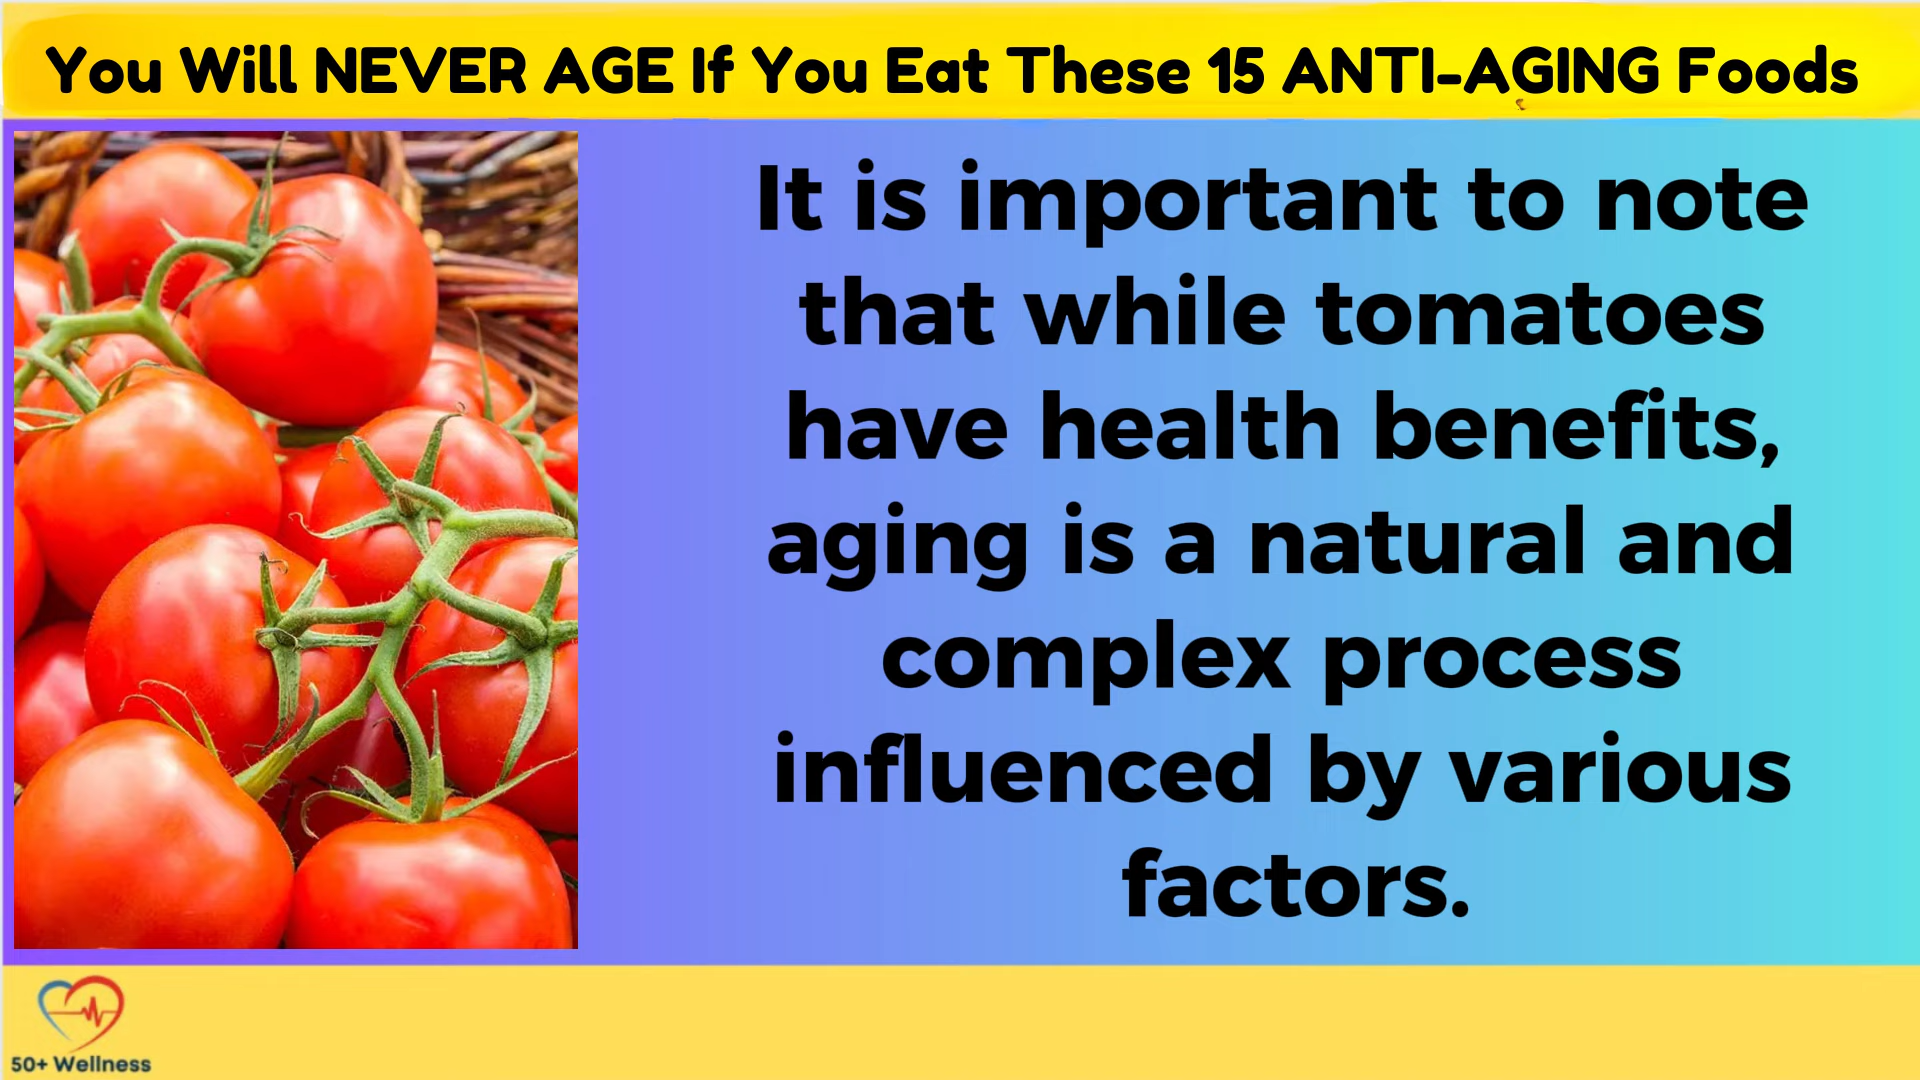 You Will NEVER AGE If You Eat These 15 ANTI-AGING Foods
It is important to note
that while tomatoes
have health benefits,
aging is a natural and
complex process
influenced by various
factors.
50+ Wellness